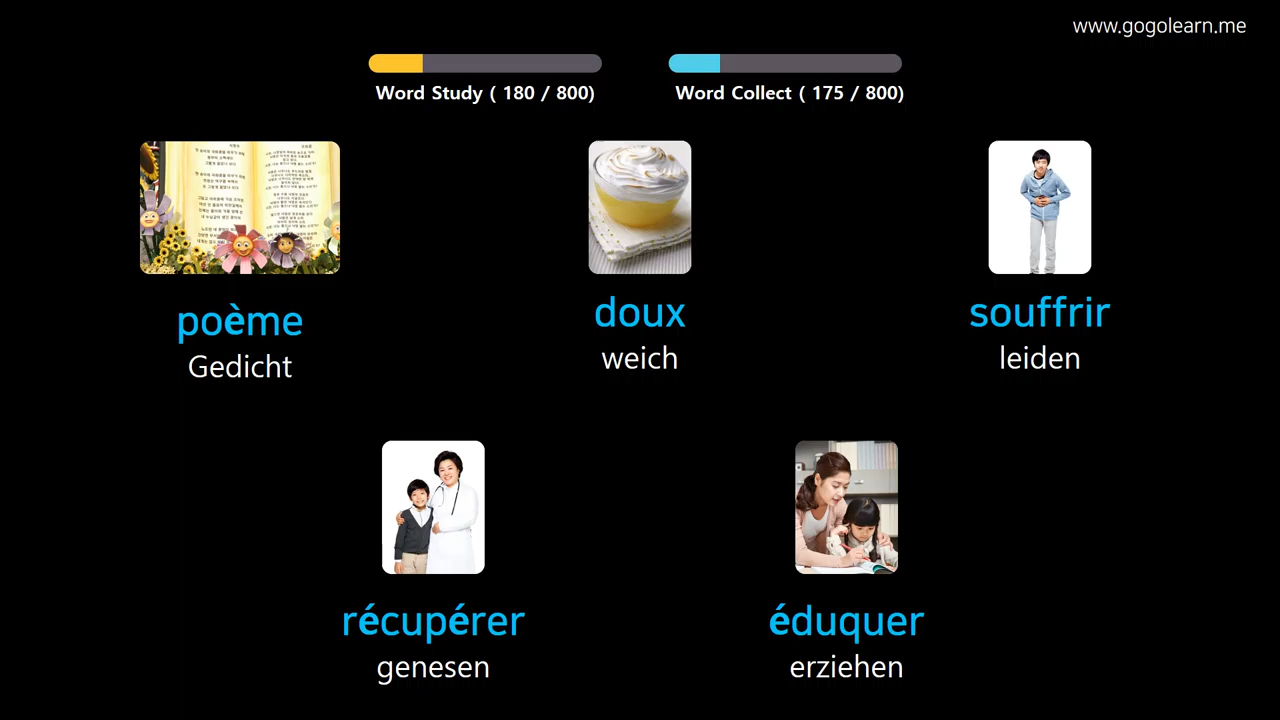 www.gogolearn.me
Word Study ( 180 / 800)
Word Collect ( 175 / 800)
poème
Gedicht
doux
weich
souffrir
leiden
récupérer
genesen
éduquer
erziehen